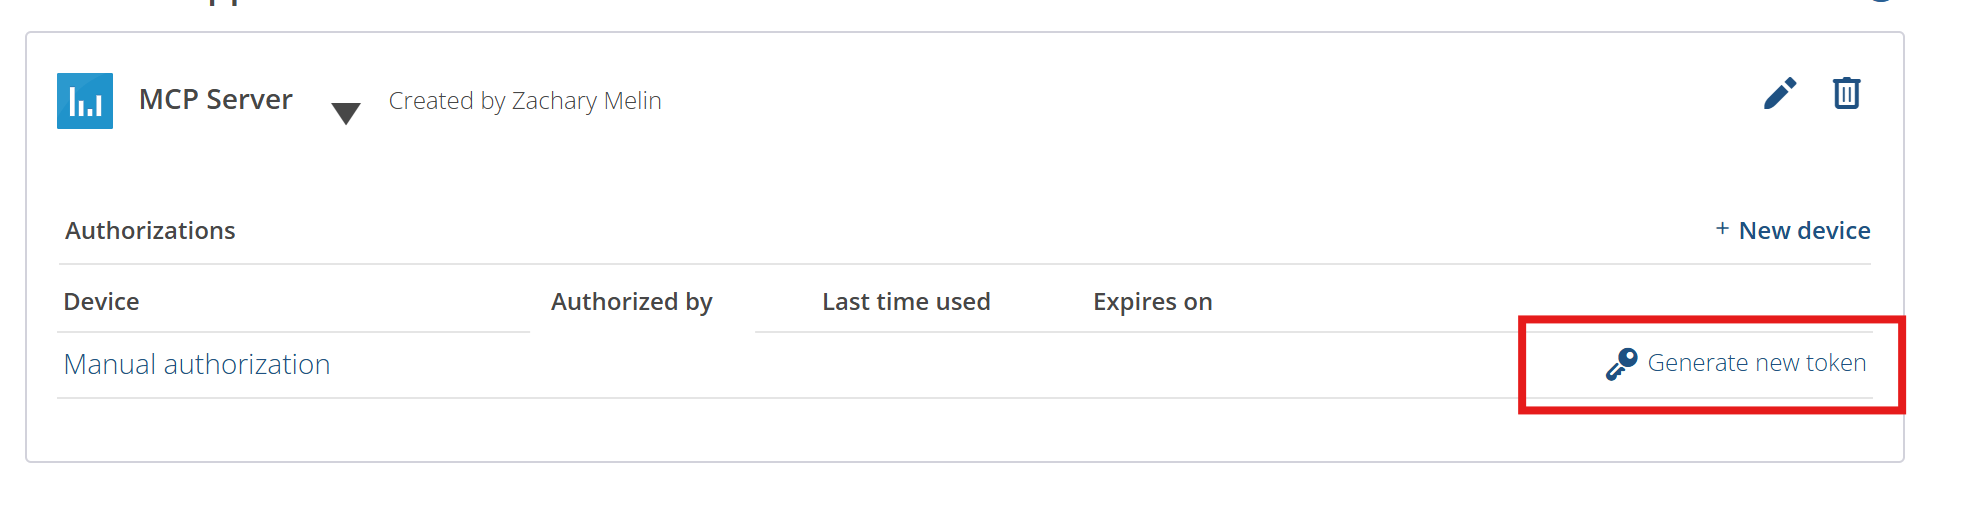 MCP Server Created by Zachary Melin
Authorizations + New device
Device Authorized by Last time used Expires on
Manual authorization Generate new token